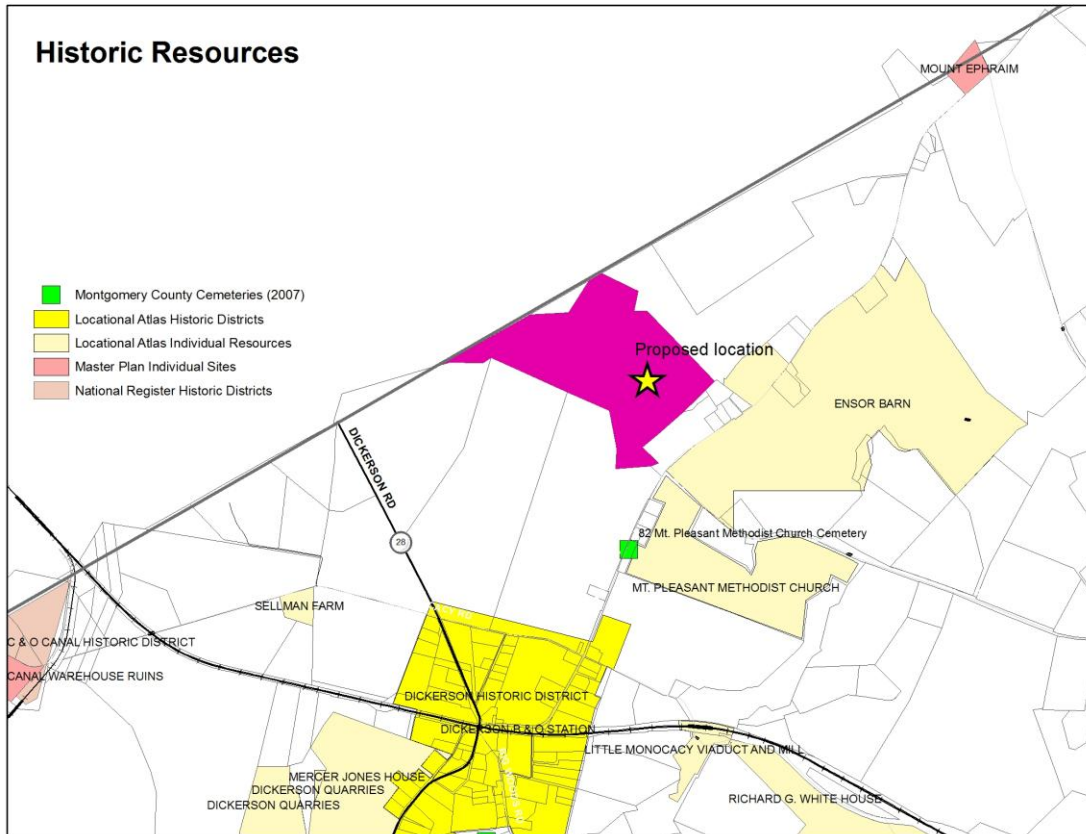 Historic Resources
MOUNT EPHRAIM
Montgomery County Cemeteries (2007)
Locational Atlas Historic Districts
Locational Atlas Individual Resources
Master Plan Individual Sites
National Register Historic Districts
Proposed location
ENSOR BARN
DICKERSON RD
28
82 Mt. Pleasant Methodist Church Cemetery
MT. PLEASANT METHODIST CHURCH
SELLMAN FARM
C & O CANAL HISTORIC DISTRICT
CANAL WAREHOUSE RUINS
DICKERSON HISTORIC DISTRICT
DICKERSON B & O STATION
LITTLE MONOCACY VIADUCT AND MILL
MERCER JONES HOUSE
DICKERSON QUARRIES
DICKERSON QUARRIES
RICHARD G. WHITE HOUSE